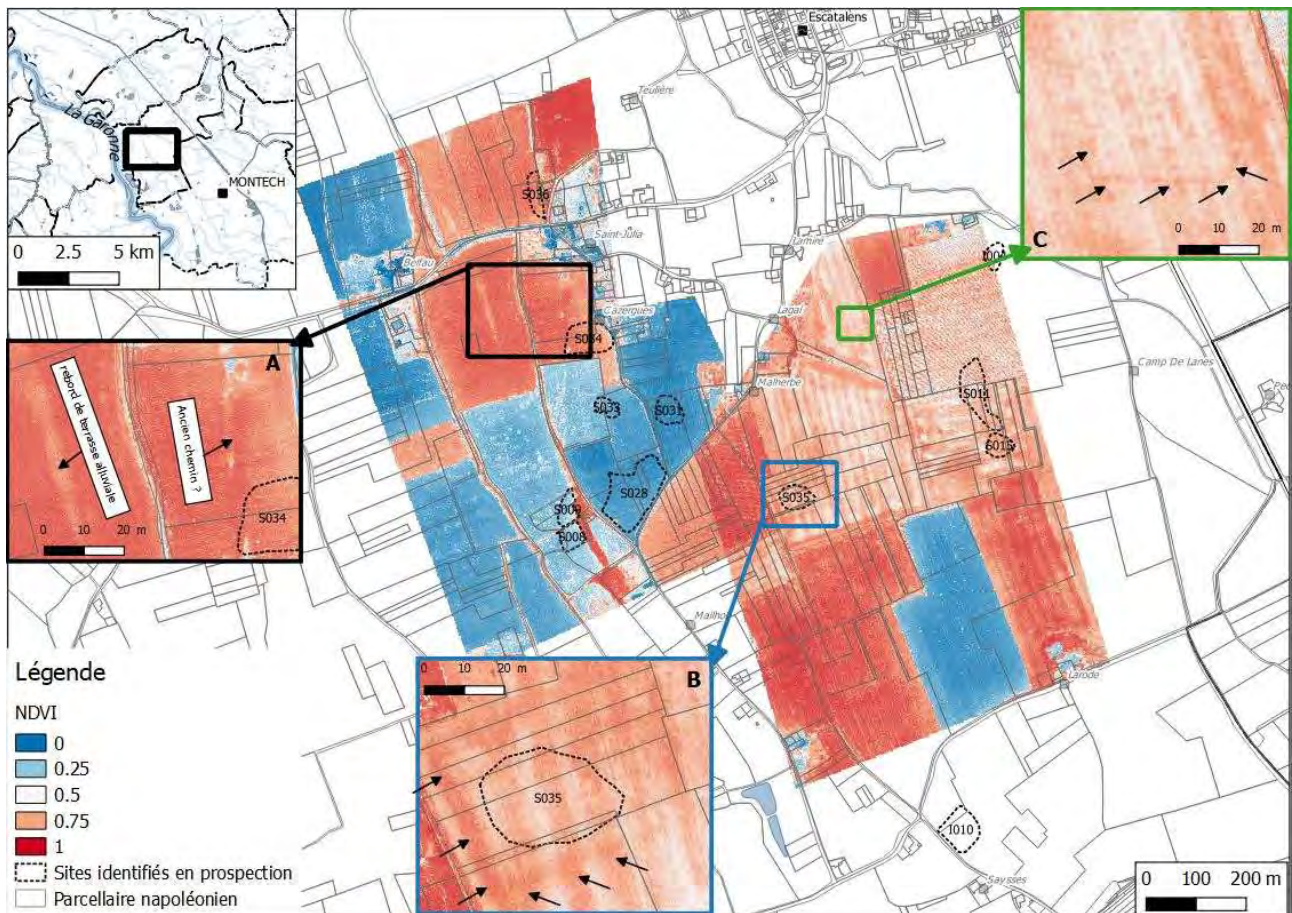 La Garonne
MONTECH
0 2.5 5 km
Escatalens
Teulière
S036
Saint-Julia
Belfau
Lamiré
Cazergues
S034
Lagal
Malherbe
S033
S031
S028
S009
S008
S035
S011
S015
Camp De Lanes
Mailho
Larode
I010
Saysses
0 100 200 m
C
0 10 20 m
A
rebord de terrasse alluviale
Ancien chemin ?
S034
0 10 20 m
B
0 10 20 m
S035
Légende
NDVI
0
0.25
0.5
0.75
1
Sites identifiés en prospection
Parcellaire napoléonien